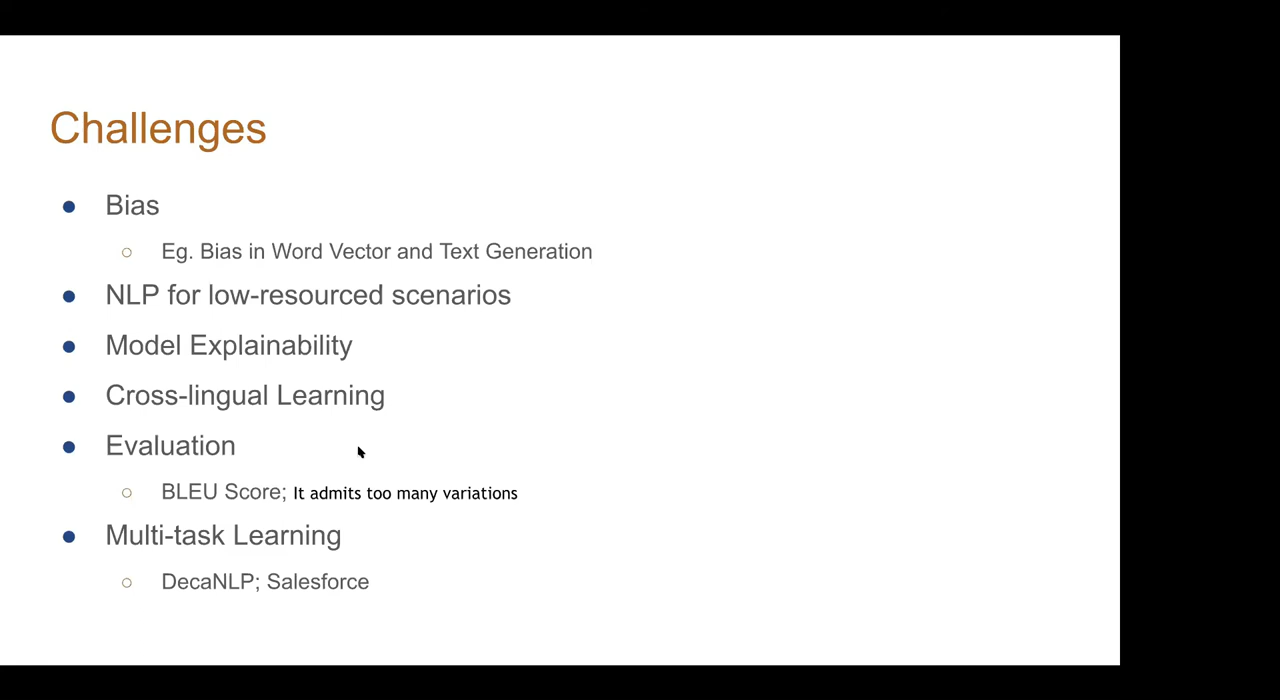 Challenges
Bias
Eg. Bias in Word Vector and Text Generation
NLP for low-resourced scenarios
Model Explainability
Cross-lingual Learning
Evaluation
BLEU Score; It admits too many variations
Multi-task Learning
DecaNLP; Salesforce